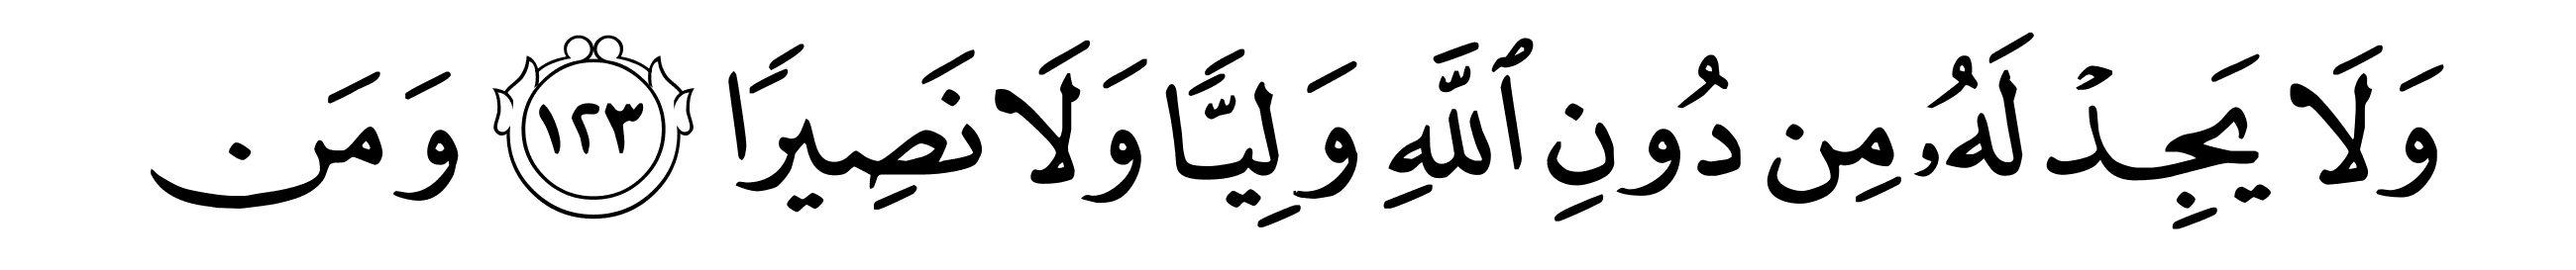 وَلَا يَجِدۡ لَهُۥ مِن دُونِ ٱللَّهِ وَلِيّٗا وَلَا نَصِيرٗا ١٢٣ وَمَن